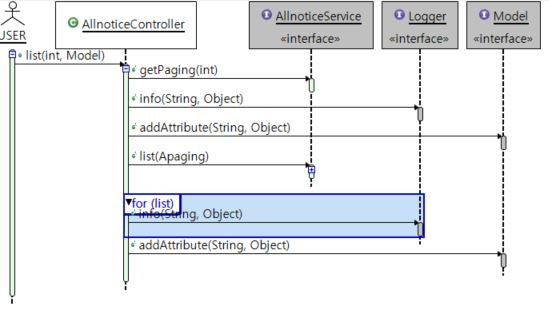 USER
C AllnoticeController
I AllnoticeService
«interface»
I Logger
«interface»
I Model
«interface»
list(int, Model)
getPaging(int)
info(String, Object)
addAttribute(String, Object)
list(Apaging)
for (list)
info(String, Object)
addAttribute(String, Object)